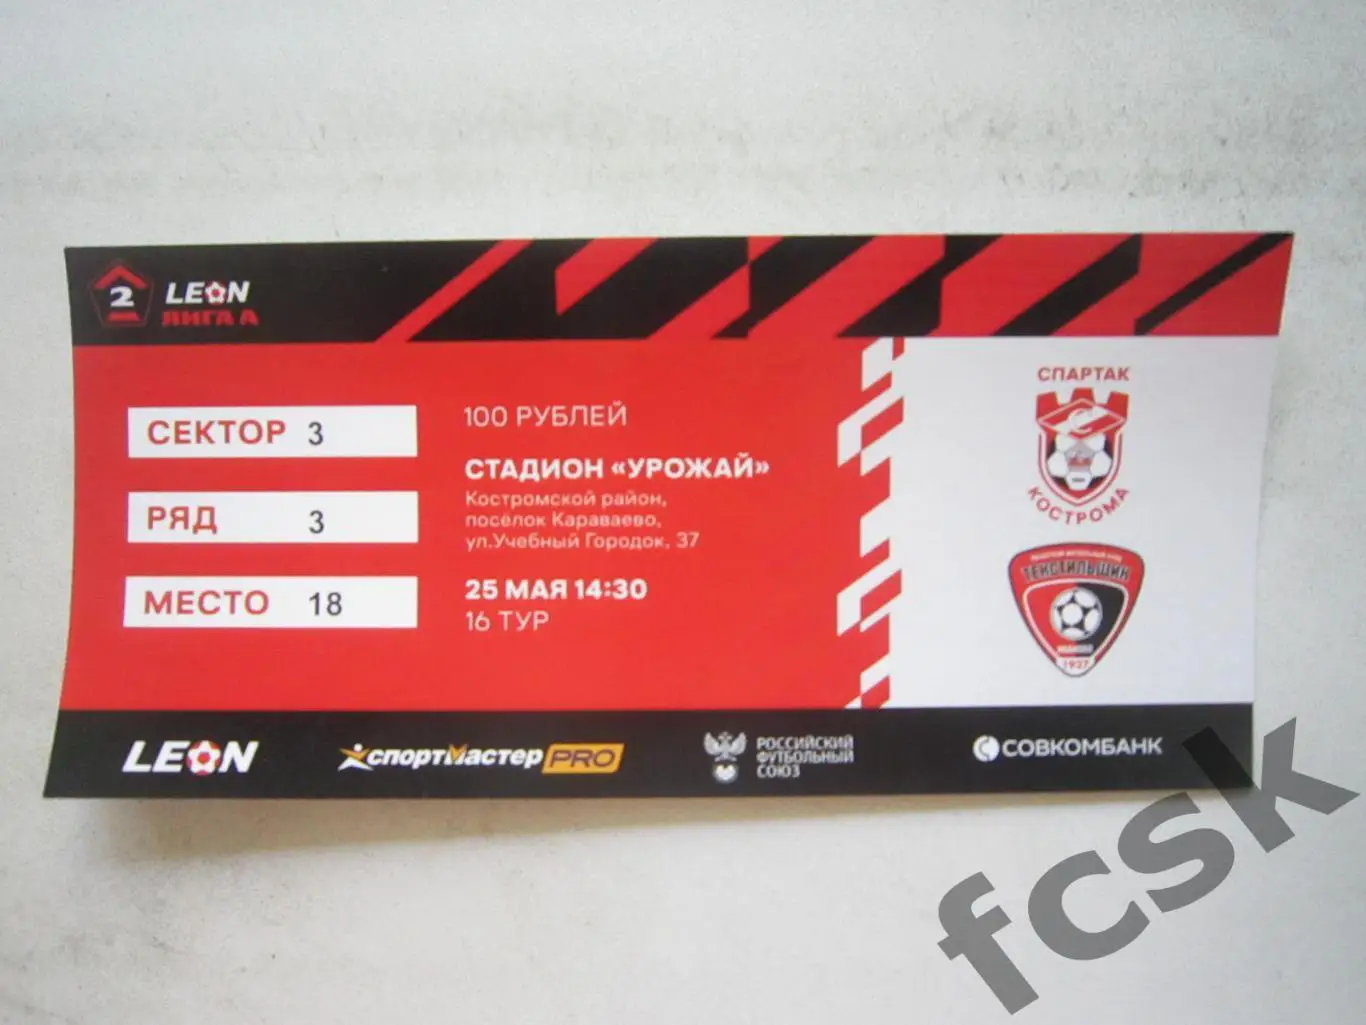 2 LEON
ЛИГА А
СЕКТОР 3
РЯД 3
МЕСТО 18
100 РУБЛЕЙ
СТАДИОН «УРОЖАЙ»
Костромской район,
посёлок Караваево,
ул.Учебный Городок, 37
25 МАЯ 14:30
16 ТУР
СПАРТАК
КОСТРОМА
ТЕКСТИЛЬЩИК
1927
LEON
СПОРТМАСТЕР PRO
РОССИЙСКИЙ
ФУТБОЛЬНЫЙ
СОЮЗ
СОВКОМБАНК
fcsk